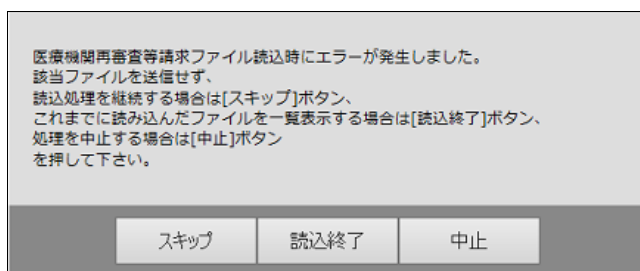 医療機関再審査等請求ファイル読込時にエラーが発生しました。
該当ファイルを送信せず、
読込処理を継続する場合は[スキップ]ボタン、
これまでに読み込んだファイルを一覧表示する場合は[読込終了]ボタン、
処理を中止する場合は[中止]ボタン
を押して下さい。
スキップ 読込終了 中止